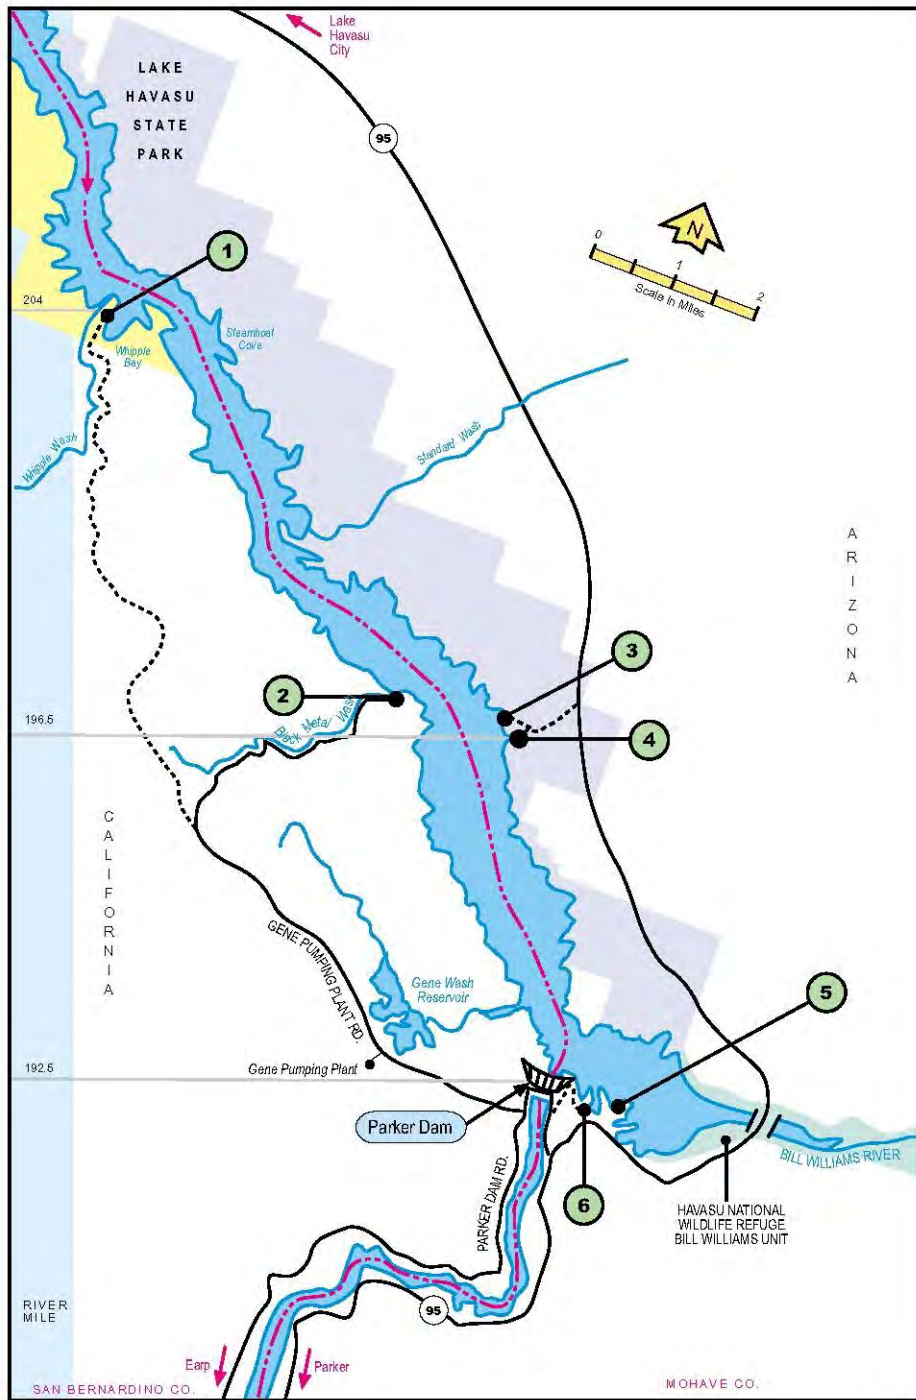 Lake
Havasu
City
LAKE
HAVASU
STATE
PARK
95
N
0
1
2
Scale In Miles
1
204
Steamboat
Cove
Whipple
Bay
Whipple Wash
Standard Wash
ARIZONA
3
2
Black Metal Wash
196.5
4
CALIFORNIA
GENE PUMPING PLANT RD.
Gene Wash
Reservoir
5
192.5
Gene Pumping Plant
Parker Dam
BILL WILLIAMS RIVER
PARKER DAM RD.
6
HAVASU NATIONAL
WILDLIFE REFUGE
BILL WILLIAMS UNIT
RIVER
MILE
95
Earp
Parker
SAN BERNARDINO CO.
MOHAVE CO.